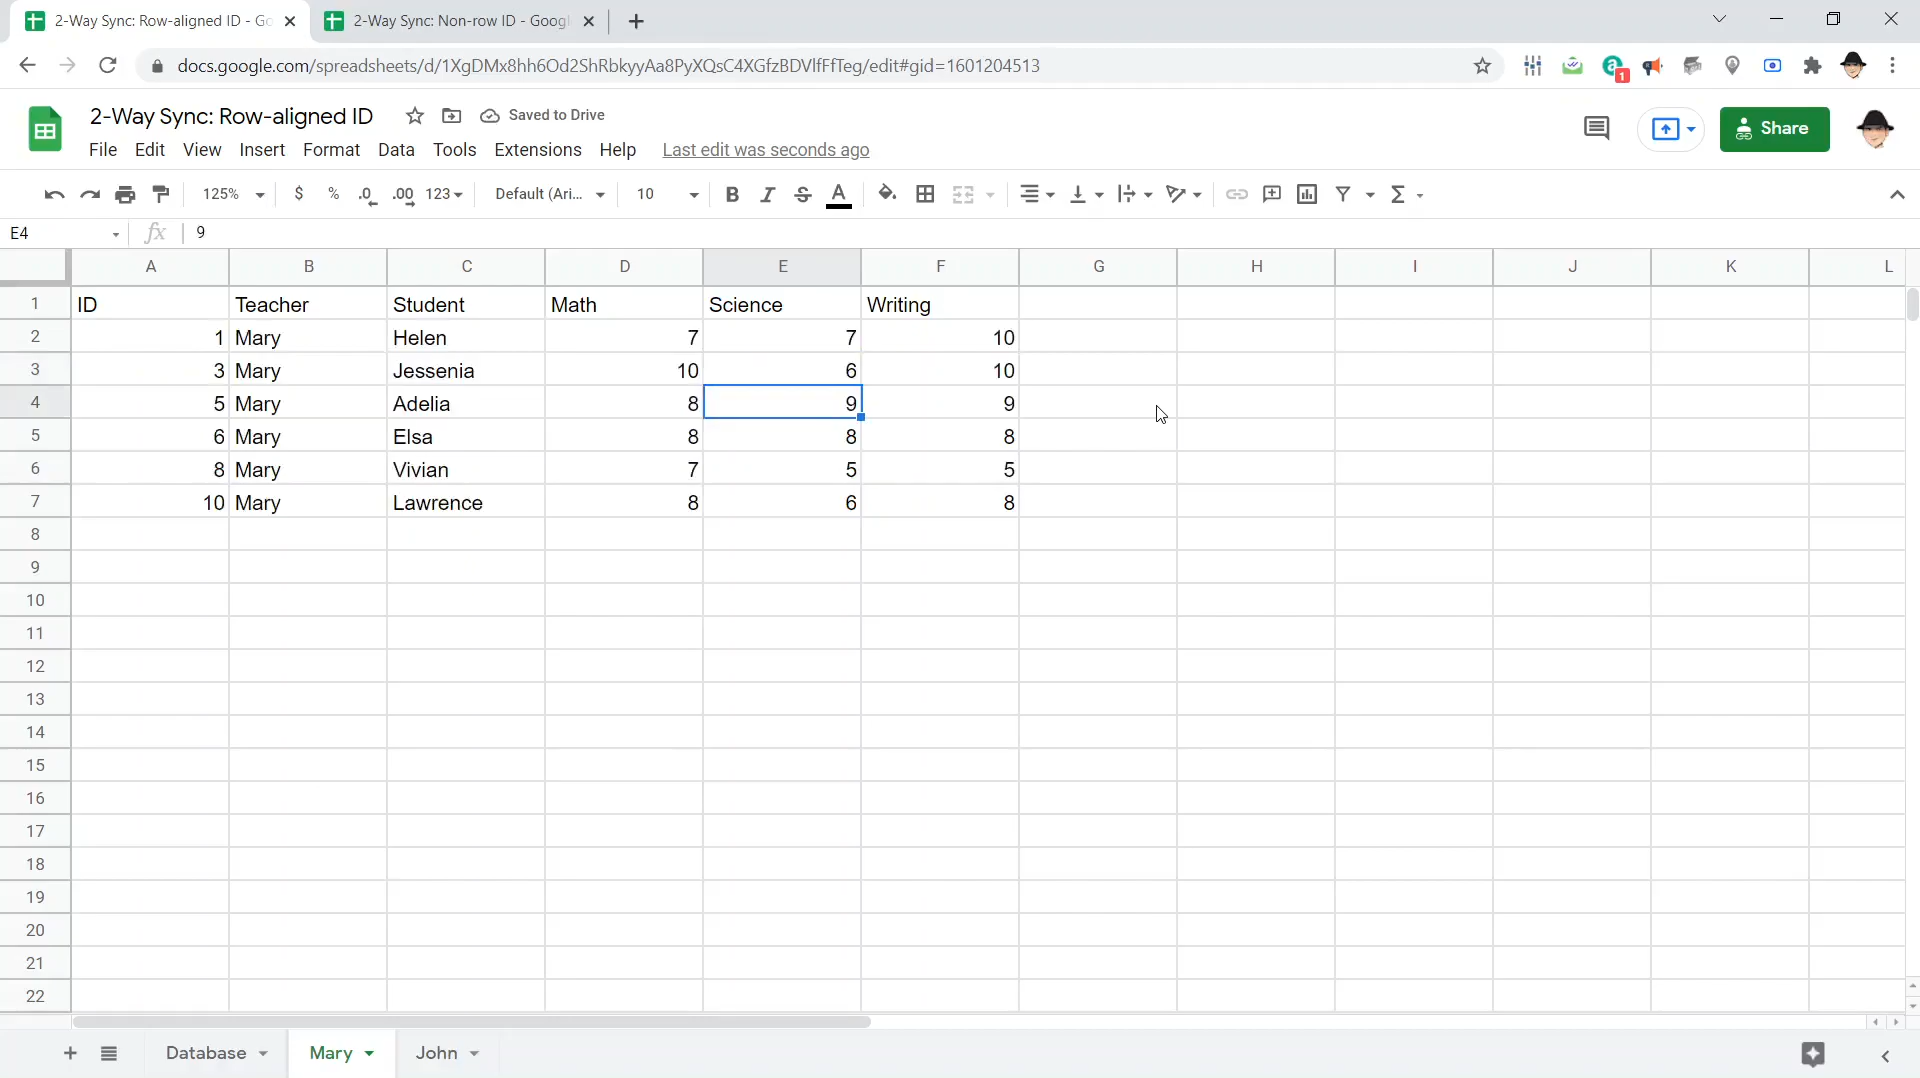 2-Way Sync: Row-aligned ID - Go
2-Way Sync: Non-row ID - Googl
docs.google.com/spreadsheets/d/1XgDMx8hh6Od2ShRbkyyAa8PyXQsC4XGfzBDVlfFfTeg/edit#gid=1601204513
1
2-Way Sync: Row-aligned ID
Saved to Drive
Share
File Edit View Insert Format Data Tools Extensions Help Last edit was seconds ago
125% $ % .0 .00 123 Default (Ari... 10 B I S A Σ
E4 fx 9
A B C D E F G H I J K L
1 ID Teacher Student Math Science Writing
2 1 Mary Helen 7 7 10
3 3 Mary Jessenia 10 6 10
4 5 Mary Adelia 8 9 9
5 6 Mary Elsa 8 8 8
6 8 Mary Vivian 7 5 5
7 10 Mary Lawrence 8 6 8
8
9
10
11
12
13
14
15
16
17
18
19
20
21
22
Database Mary John